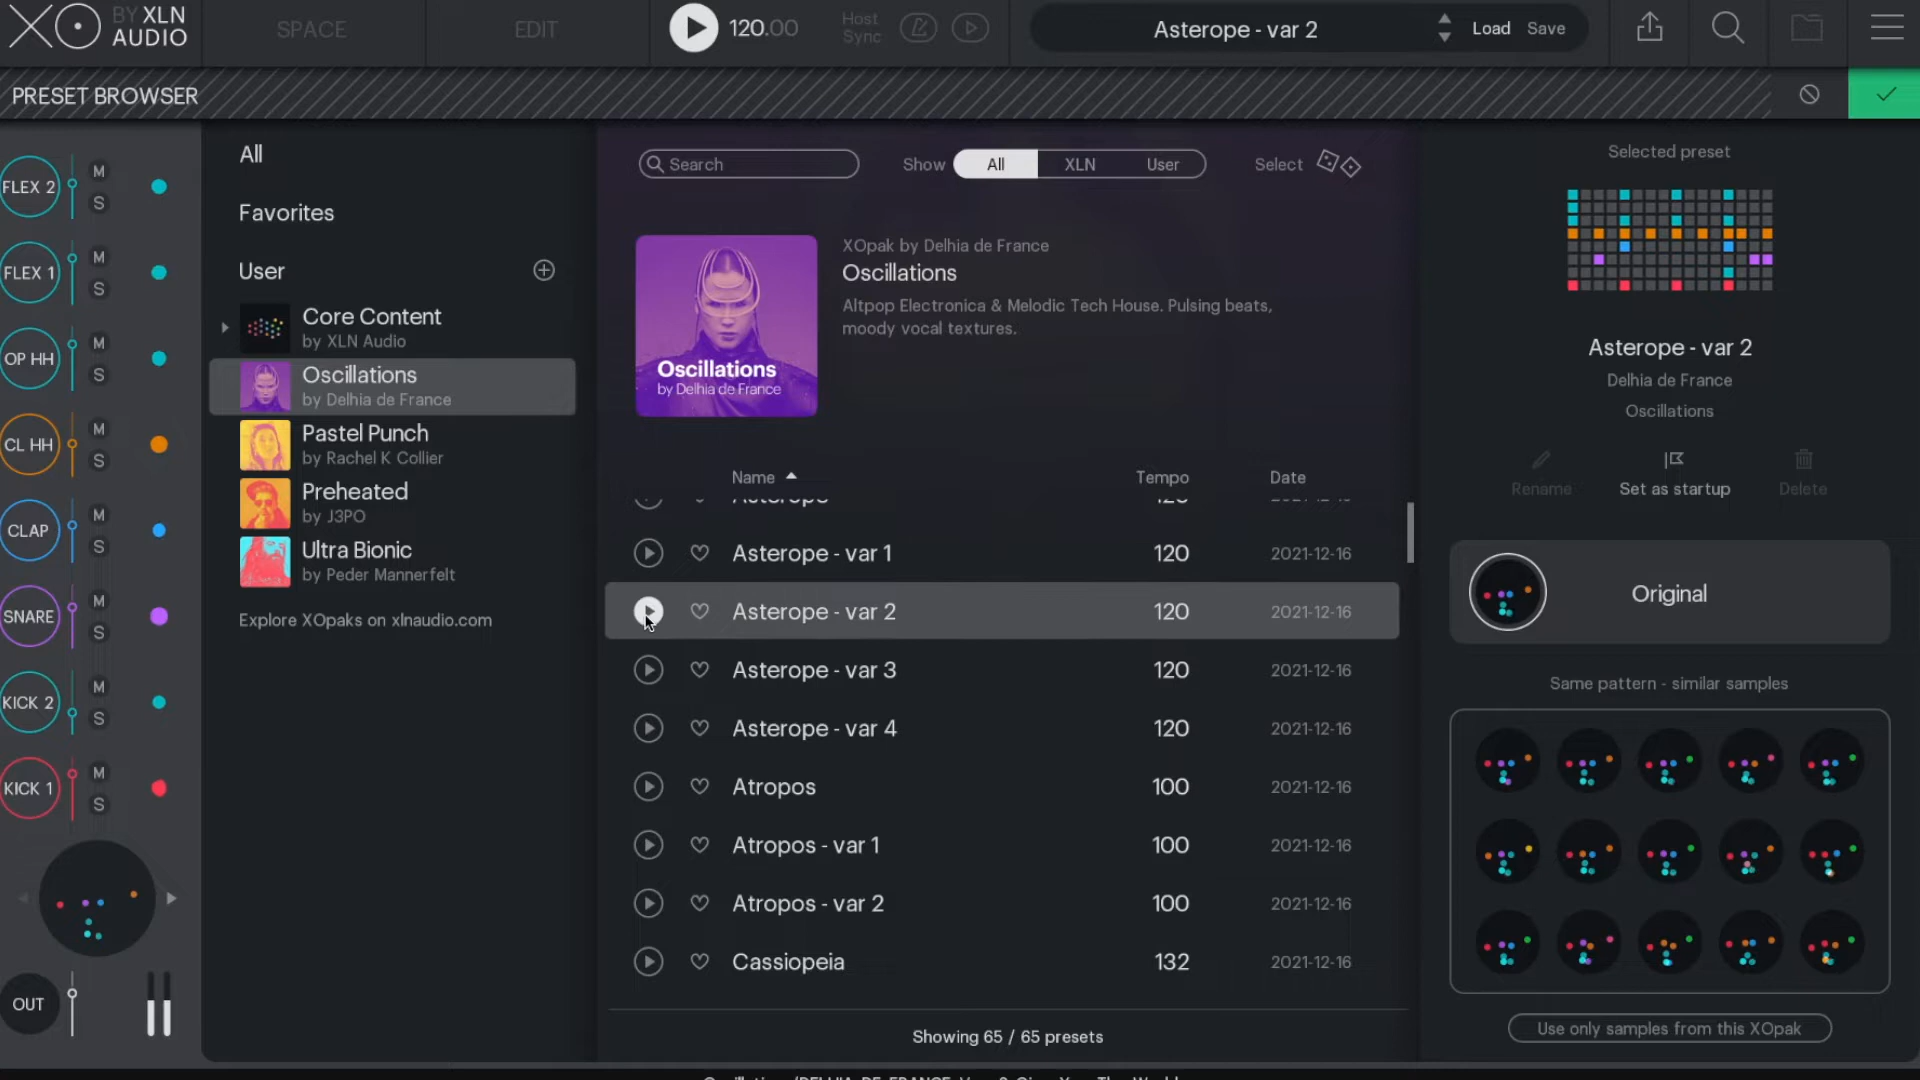 XO BY XLN AUDIO
SPACE
EDIT
120.00
Host Sync
Asterope - var 2
Load
Save
PRESET BROWSER
FLEX 2
M
S
FLEX 1
M
S
OP HH
M
S
CL HH
M
S
CLAP
M
S
SNARE
M
S
KICK 2
M
S
KICK 1
M
S
OUT
All
Favorites
User
Core Content
by XLN Audio
Oscillations
by Delhia de France
Pastel Punch
by Rachel K Collier
Preheated
by J3PO
Ultra Bionic
by Peder Mannerfelt
Explore XOpaks on xlnaudio.com
Search
Show
All
XLN
User
Select
Oscillations
by Delhia de France
XOpak by Delhia de France
Oscillations
Altpop Electronica & Melodic Tech House. Pulsing beats,
moody vocal textures.
Name
Tempo
Date
Asterope 120
Asterope - var 1 120 2021-12-16
Asterope - var 2 120 2021-12-16
Asterope - var 3 120 2021-12-16
Asterope - var 4 120 2021-12-16
Atropos 100 2021-12-16
Atropos - var 1 100 2021-12-16
Atropos - var 2 100 2021-12-16
Cassiopeia 132 2021-12-16
Showing 65 / 65 presets
Selected preset
Asterope - var 2
Delhia de France
Oscillations
Rename
Set as startup
Delete
Original
Same pattern - similar samples
Use only samples from this XOpak